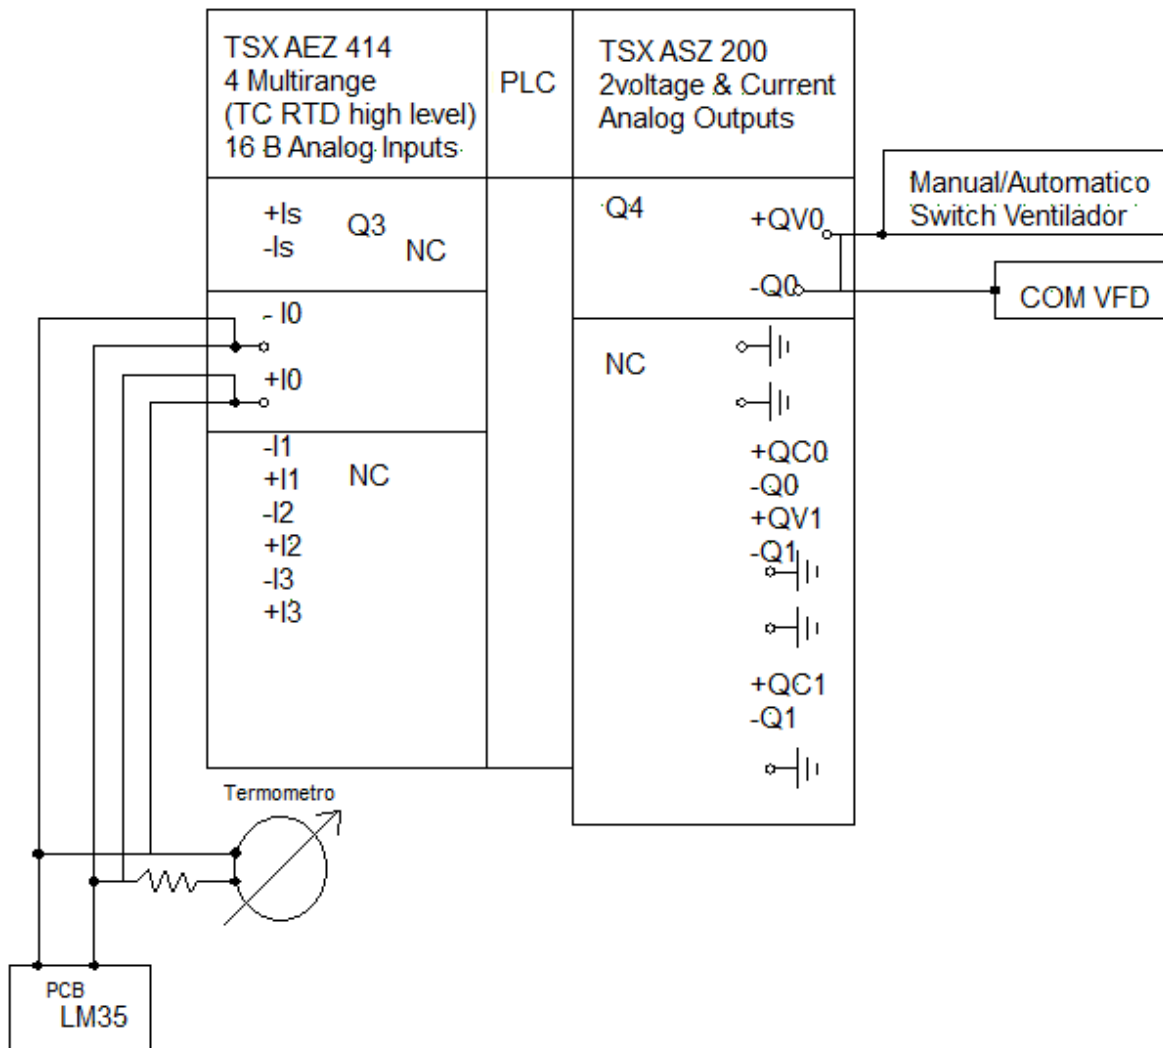 TSX AEZ 414
4 Multirange
(TC RTD high level)
16 B Analog Inputs
PLC
TSX ASZ 200
2voltage & Current
Analog Outputs
+Is
-Is
Q3
NC
- I0
+I0
-I1
+I1
-I2
+I2
-I3
+I3
NC
Q4
+QV0
-Q0
NC
+QC0
-Q0
+QV1
-Q1
+QC1
-Q1
Manual/Automatico
Switch Ventilador
COM VFD
Termometro
PCB
LM35